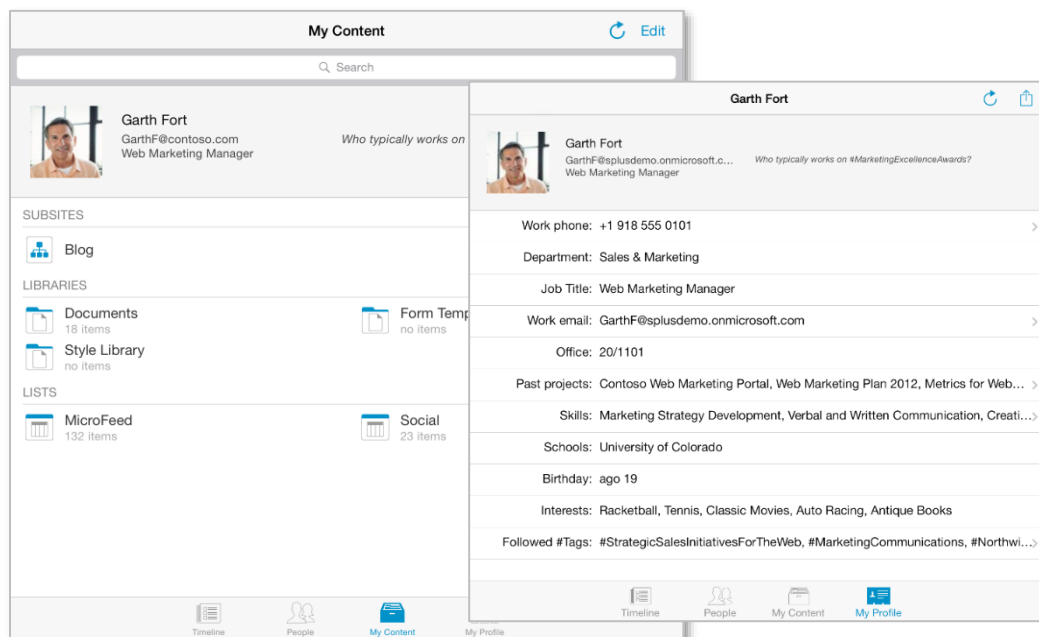 My Content
Edit
Search
Garth Fort
GarthF@contoso.com
Web Marketing Manager
Who typically works on
SUBSITES
Blog
LIBRARIES
Documents
18 items
Form Temp
no items
Style Library
no items
LISTS
MicroFeed
132 items
Social
23 items
Timeline
People
My Content
My Profile
Garth Fort
Garth Fort
GarthF@splusdemo.onmicrosoft.c...
Web Marketing Manager
Who typically works on #MarketingExcellenceAwards?
Work phone: +1 918 555 0101
Department: Sales & Marketing
Job Title: Web Marketing Manager
Work email: GarthF@splusdemo.onmicrosoft.com
Office: 20/1101
Past projects: Contoso Web Marketing Portal, Web Marketing Plan 2012, Metrics for Web...
Skills: Marketing Strategy Development, Verbal and Written Communication, Creati...
Schools: University of Colorado
Birthday: ago 19
Interests: Racketball, Tennis, Classic Movies, Auto Racing, Antique Books
Followed #Tags: #StrategicSalesInitiativesForTheWeb, #MarketingCommunications, #Northwi...
Timeline
People
My Content
My Profile